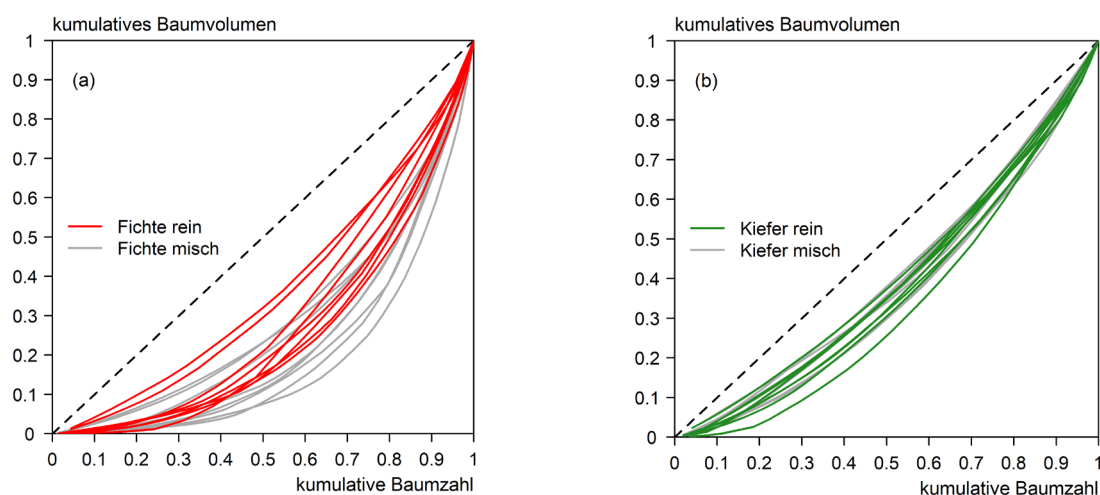 kumulatives Baumvolumen
1
0.9
(a)
0.8
0.7
0.6
Fichte rein
0.5
Fichte misch
0.4
0.3
0.2
0.1
0
0 0.1 0.2 0.3 0.4 0.5 0.6 0.7 0.8 0.9 1
kumulative Baumzahl
kumulatives Baumvolumen
1
0.9
(b)
0.8
0.7
0.6
Kiefer rein
0.5
Kiefer misch
0.4
0.3
0.2
0.1
0
0 0.1 0.2 0.3 0.4 0.5 0.6 0.7 0.8 0.9 1
kumulative Baumzahl